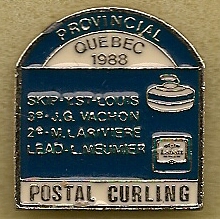 PROVINCIAL
QUEBEC
1988
SKIP-Y.ST-LOUIS
3e-J.G. VACHON
2e-M. LARIVIERE
LEAD-L.MEUNIER
POSTAL CURLING